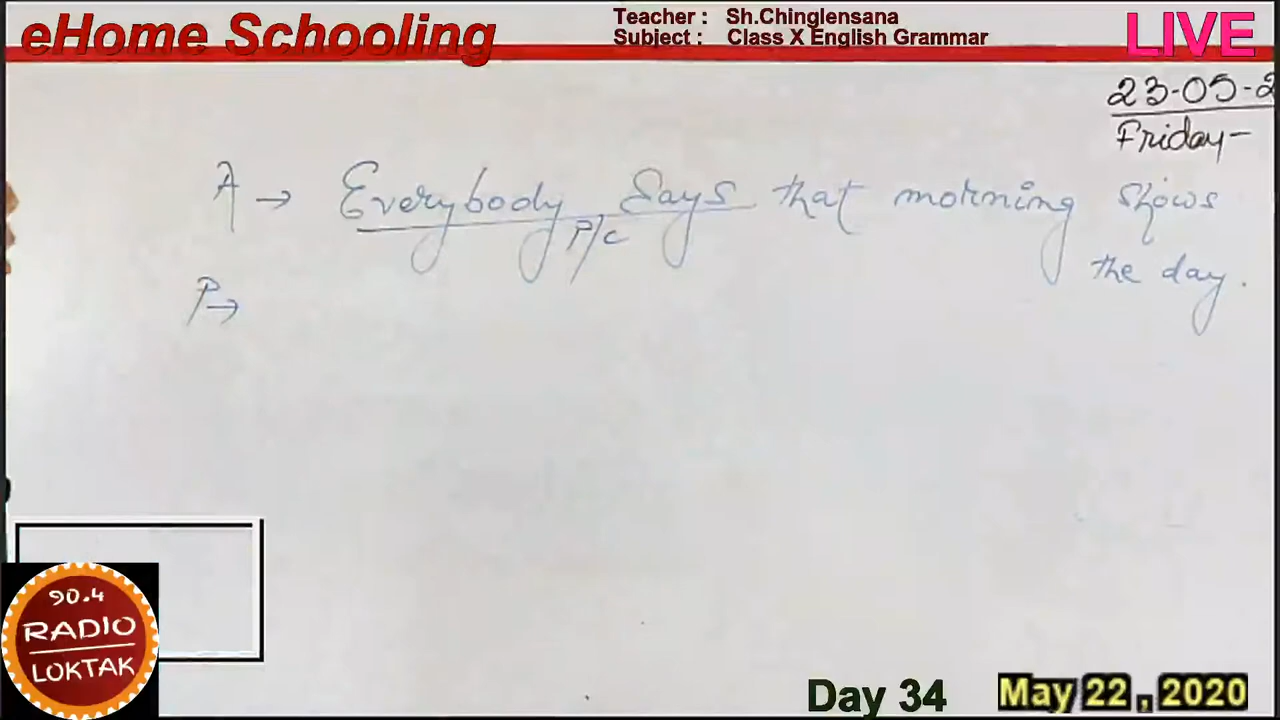 eHome Schooling
Teacher : Sh.Chinglensana
Subject : Class X English Grammar
LIVE
23-05-2
Friday-
A → Everybody says that morning shows
P/c
the day.
P→
90.4
RADIO
LOKTAK
Day 34
May 22 , 2020